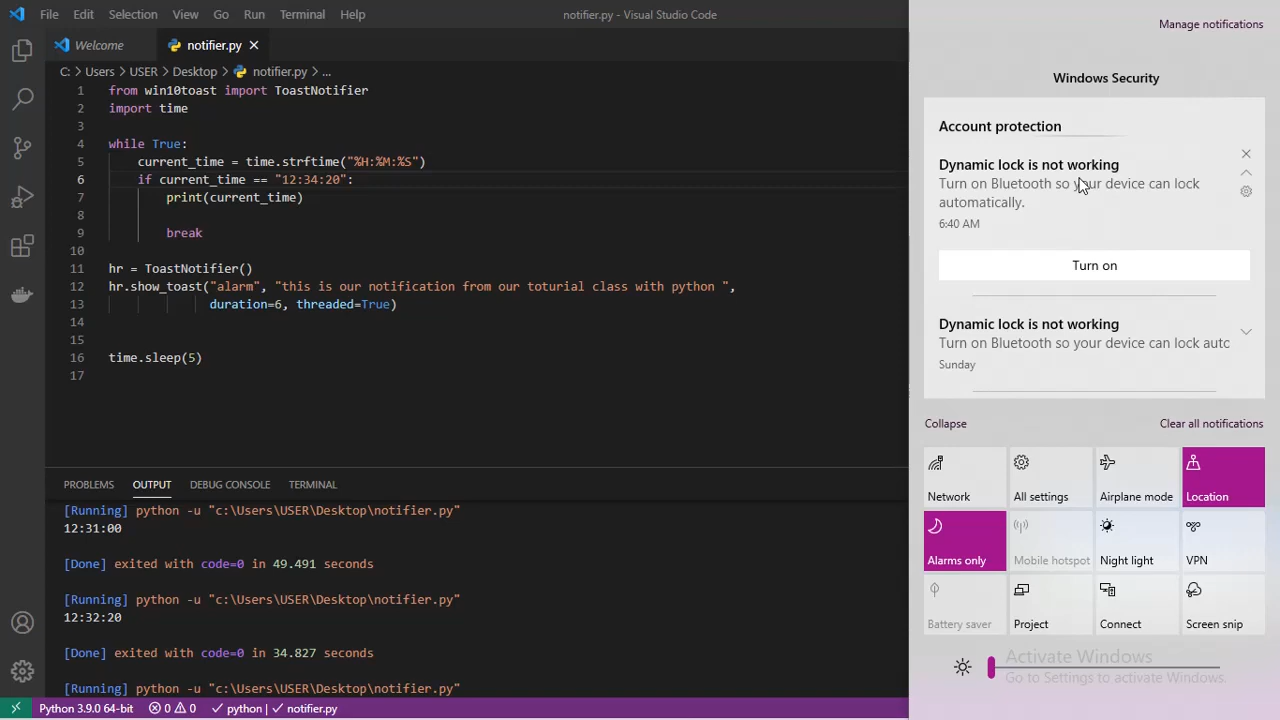 File Edit Selection View Go Run Terminal Help
notifier.py - Visual Studio Code
Welcome
notifier.py
C: > Users > USER > Desktop > notifier.py > ...
1 from win10toast import ToastNotifier
2 import time
3
4 while True:
5 current_time = time.strftime("%H:%M:%S")
6 if current_time == "12:34:20":
7 print(current_time)
8
9 break
10
11 hr = ToastNotifier()
12 hr.show_toast("alarm", "this is our notification from our toturial class with python ",
13 duration=6, threaded=True)
14
15
16 time.sleep(5)
17
PROBLEMS OUTPUT DEBUG CONSOLE TERMINAL
[Running] python -u "c:\Users\USER\Desktop\notifier.py"
12:31:00
[Done] exited with code=0 in 49.491 seconds
[Running] python -u "c:\Users\USER\Desktop\notifier.py"
12:32:20
[Done] exited with code=0 in 34.827 seconds
[Running] python -u "c:\Users\USER\Desktop\notifier.py"
Python 3.9.0 64-bit 0 0 python | notifier.py
Manage notifications
Windows Security
Account protection
Dynamic lock is not working
Turn on Bluetooth so your device can lock
automatically.
6:40 AM
Turn on
Dynamic lock is not working
Turn on Bluetooth so your device can lock auto
Sunday
Collapse Clear all notifications
Network All settings Airplane mode Location
Alarms only Mobile hotspot Night light VPN
Battery saver Project Connect Screen snip
Activate Windows
Go to Settings to activate Windows.